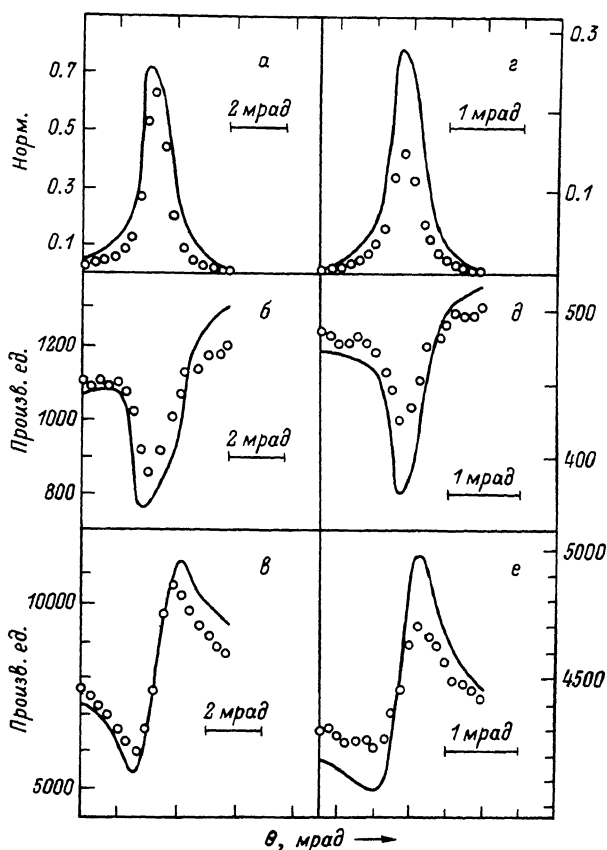 а
г
0.7
0.5
0.3
0.1
Норм.
2 мрад
1 мрад
0.3
0.1
б
д
1200
1000
800
Произв. ед.
2 мрад
1 мрад
500
400
в
е
10000
5000
Произв. ед.
2 мрад
1 мрад
5000
4500
θ, мрад →